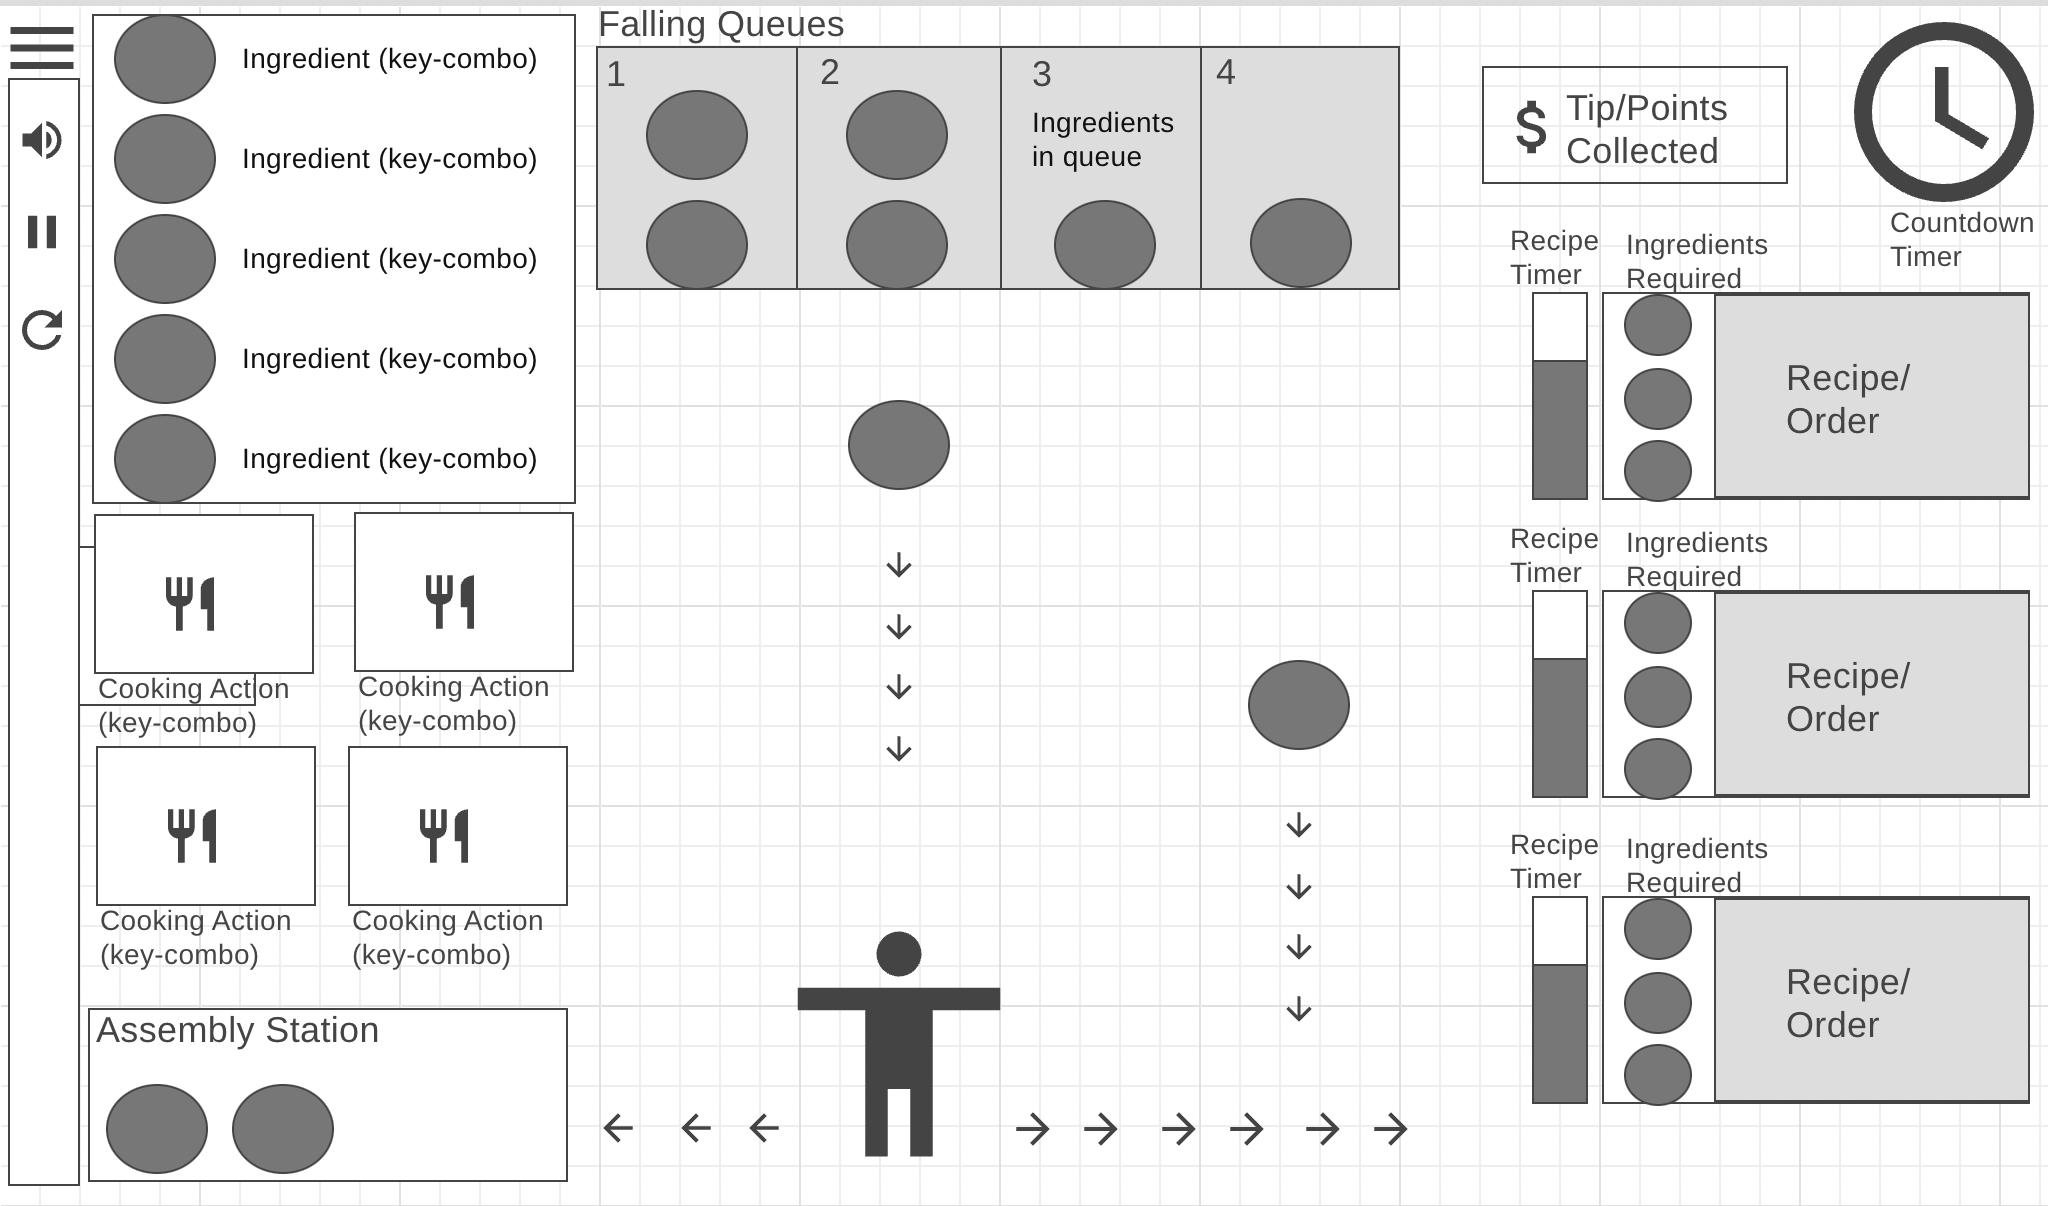 Ingredient (key-combo)
Ingredient (key-combo)
Ingredient (key-combo)
Ingredient (key-combo)
Ingredient (key-combo)
Cooking Action
(key-combo)
Cooking Action
(key-combo)
Cooking Action
(key-combo)
Cooking Action
(key-combo)
Assembly Station
Falling Queues
1
2
3
4
Ingredients
in queue
$ Tip/Points
Collected
Countdown
Timer
Recipe
Timer
Ingredients
Required
Recipe/
Order
Recipe
Timer
Ingredients
Required
Recipe/
Order
Recipe
Timer
Ingredients
Required
Recipe/
Order